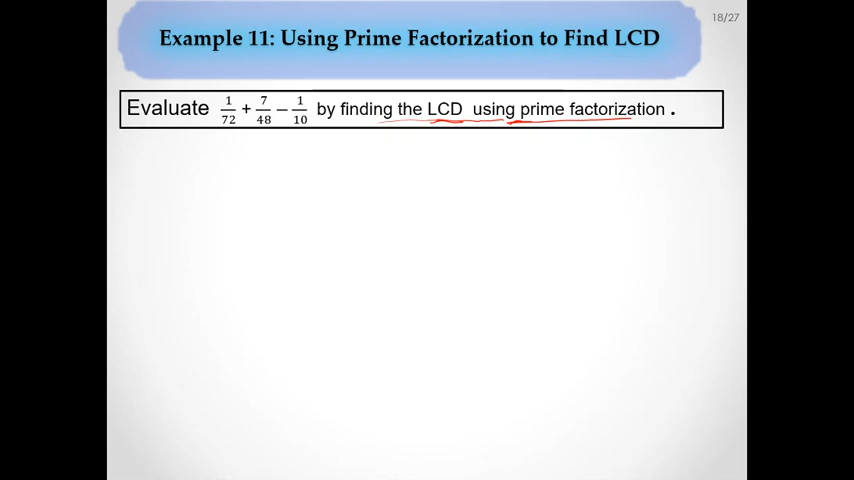 18/27
Example 11: Using Prime Factorization to Find LCD
Evaluate 1/72 + 7/48 − 1/10 by finding the LCD using prime factorization .